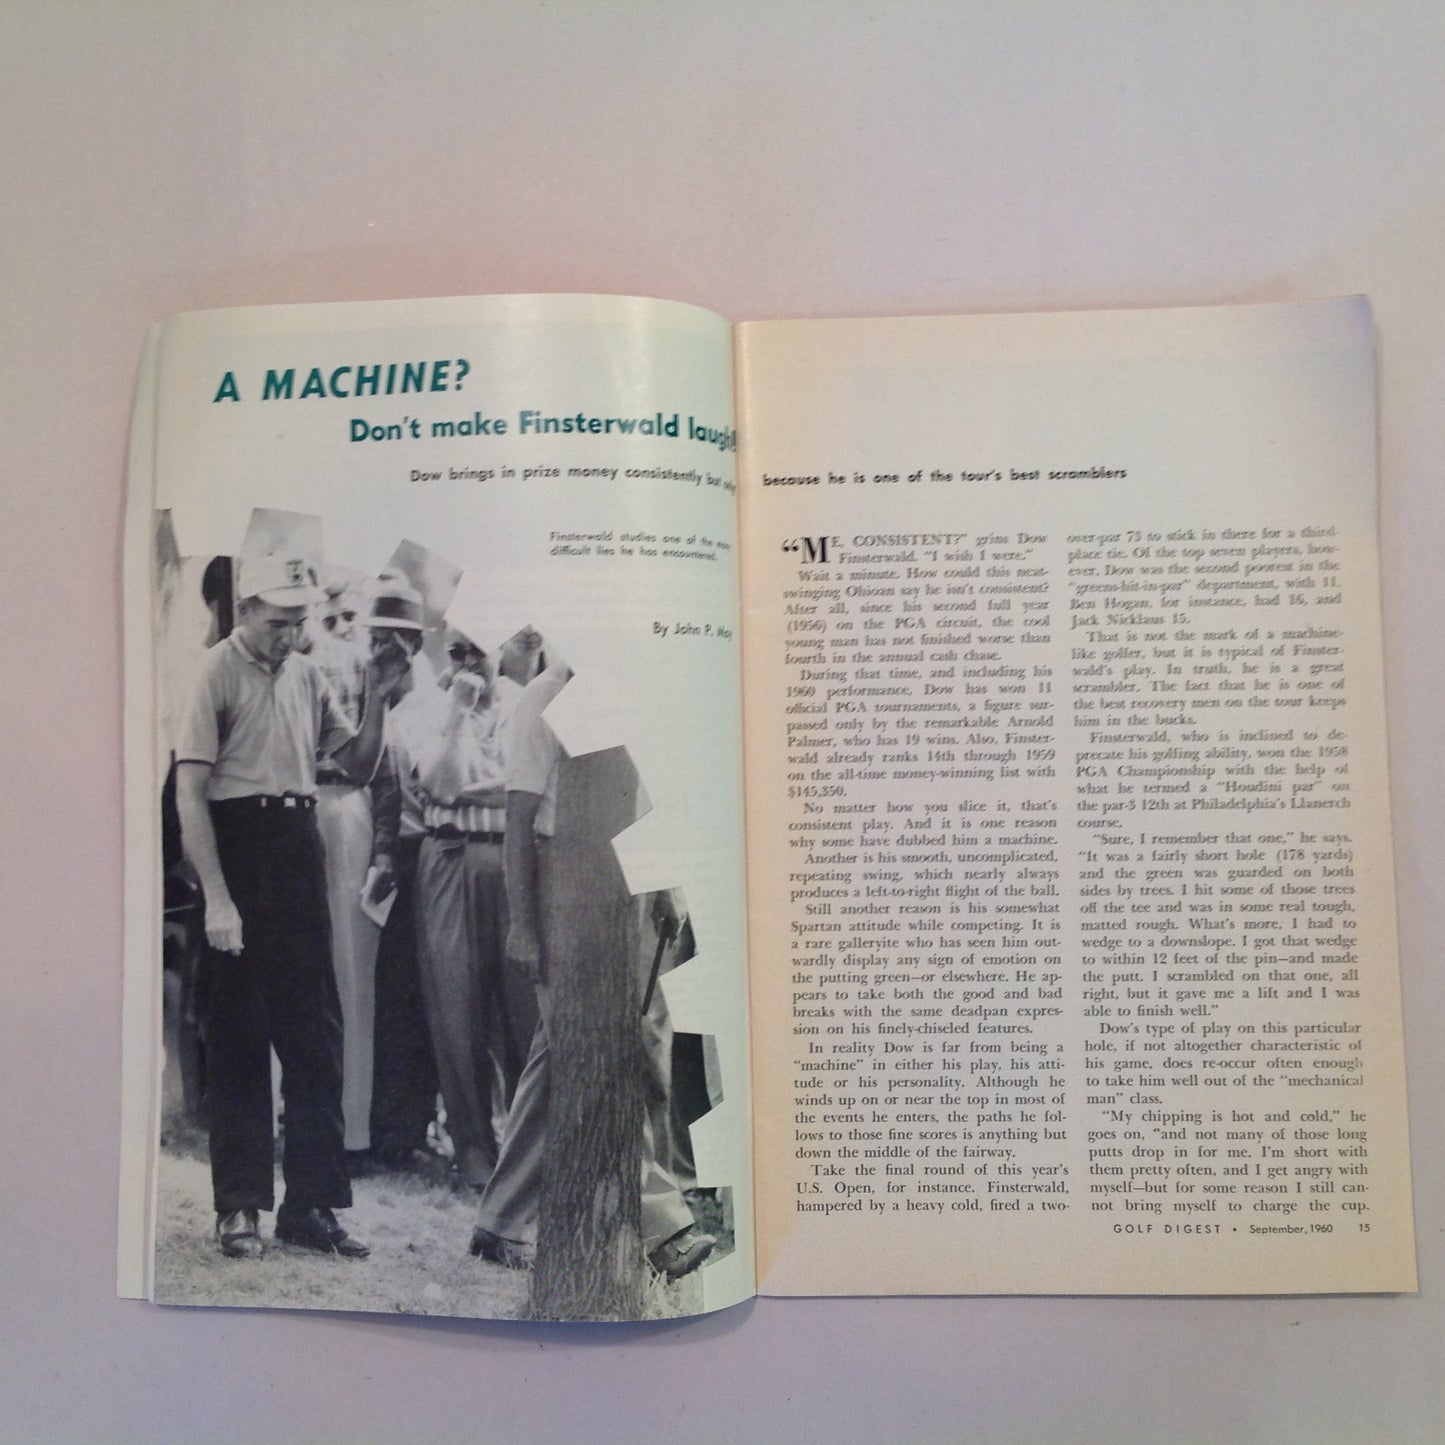 A MACHINE?
Don't make Finsterwald laugh!
Dow brings in prize money consistently but only
because he is one of the tour's best scramblers
Finsterwald studies one of the most
difficult lies he has encountered.
By John P. May
"ME, CONSISTENT?" grins Dow
Finsterwald. "I wish I were."
Wait a minute. How could this neat-
swinging Ohioan say he isn't consistent?
After all, since his second full year
(1956) on the PGA circuit, the cool
young man has not finished worse than
fourth in the annual cash chase.
During that time, and including his
1960 performance, Dow has won 11
official PGA tournaments, a figure sur-
passed only by the remarkable Arnold
Palmer, who has 19 wins. Also, Finster-
wald already ranks 14th through 1959
on the all-time money-winning list with
$145,350.
No matter how you slice it, that's
consistent play. And it is one reason
why some have dubbed him a machine.
Another is his smooth, uncomplicated,
repeating swing, which nearly always
produces a left-to-right flight of the ball.
Still another reason is his somewhat
Spartan attitude while competing. It is
a rare galleryite who has seen him out-
wardly display any sign of emotion on
the putting green—or elsewhere. He ap-
pears to take both the good and bad
breaks with the same deadpan expres-
sion on his finely-chiseled features.
In reality Dow is far from being a
"machine" in either his play, his atti-
tude or his personality. Although he
winds up on or near the top in most of
the events he enters, the paths he fol-
lows to those fine scores is anything but
down the middle of the fairway.
Take the final round of this year's
U.S. Open, for instance. Finsterwald,
hampered by a heavy cold, fired a two-
over-par 73 to stick in there for a third-
place tie. Of the top seven players, how-
ever, Dow was the second poorest in the
"greens-hit-in-par" department, with 11.
Ben Hogan, for instance, had 16, and
Jack Nicklaus 15.
That is not the mark of a machine-
like golfer, but it is typical of Finster-
wald's play. In truth, he is a great
scrambler. The fact that he is one of
the best recovery men on the tour keeps
him in the bucks.
Finsterwald, who is inclined to de-
precate his golfing ability, won the 1958
PGA Championship with the help of
what he termed a "Houdini par" on
the par-3 12th at Philadelphia's Llanerch
course.
"Sure, I remember that one," he says.
"It was a fairly short hole (178 yards)
and the green was guarded on both
sides by trees. I hit some of those trees
off the tee and was in some real tough,
matted rough. What's more, I had to
wedge to a downslope. I got that wedge
to within 12 feet of the pin—and made
the putt. I scrambled on that one, all
right, but it gave me a lift and I was
able to finish well."
Dow's type of play on this particular
hole, if not altogether characteristic of
his game, does re-occur often enough
to take him well out of the "mechanical
man" class.
"My chipping is hot and cold," he
goes on, "and not many of those long
putts drop in for me. I'm short with
them pretty often, and I get angry with
myself—but for some reason I still can-
not bring myself to charge the cup.
GOLF DIGEST • September, 1960 15